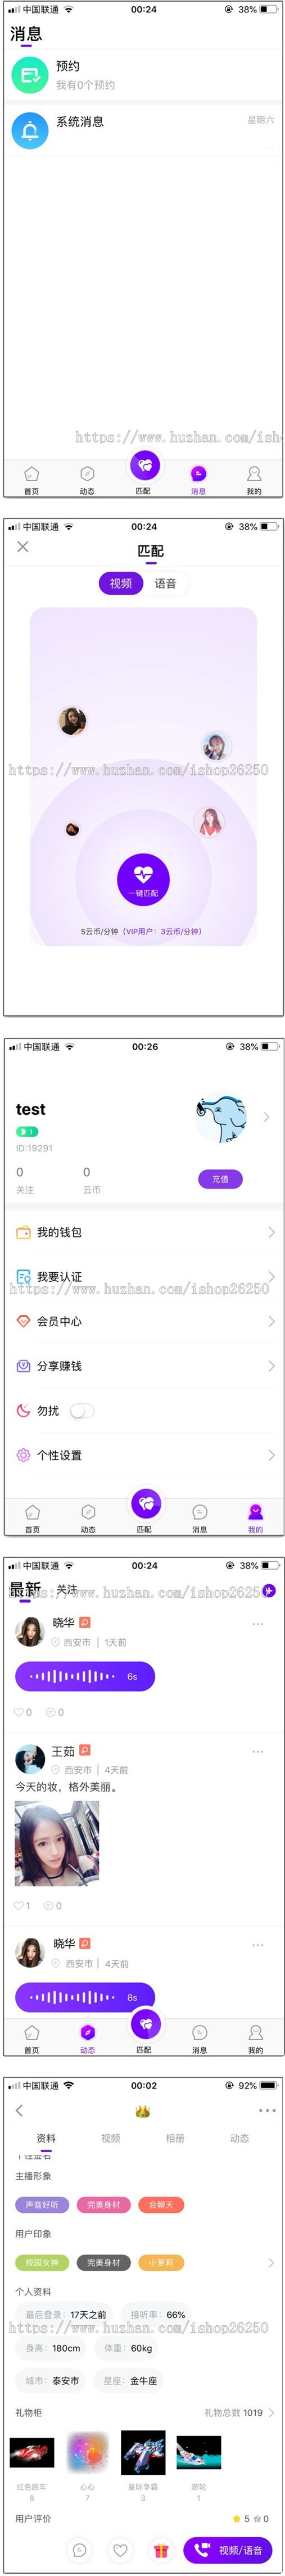 中国联通 00:24 38%
消息
预约
我有0个预约
系统消息 星期六
https://www.huzhan.com/ish
首页 动态 匹配 消息 我的
中国联通 00:24 38%
匹配
视频 语音
https://www.huzhan.com/ishop26250
一键匹配
5云币/分钟（VIP用户：3云币/分钟）
中国联通 00:26 38%
test
1
ID:19291
0 0
关注 云币 充值
我的钱包
我要认证
https://www.huzhan.com/ishop26250
会员中心
分享赚钱
勿扰
个性设置
首页 动态 匹配 消息 我的
中国联通 00:24 38%
最新 关注
https://www.huzhan.com/ishop26250
晓华
西安市 | 1天前
6s
0 0
王茹
西安市 | 4天前
今天的妆，格外美丽。
1 0
晓华
西安市 | 4天前
8s
首页 动态 匹配 消息 我的
中国联通 00:02 92%
资料 视频 相册 动态
个性签名
主播形象
声音好听 完美身材 会聊天
用户印象
校园女神 完美身材 小萝莉
个人资料
最后登录：17天之前 接听率：66%
https://www.huzhan.com/ishop26250
身高：180cm 体重：60kg
城市：泰安市 星座：金牛座
礼物柜 礼物总数 1019
红色跑车 心心 星际争霸 游轮
8 7 3 1
用户评价 5 0
视频/语音